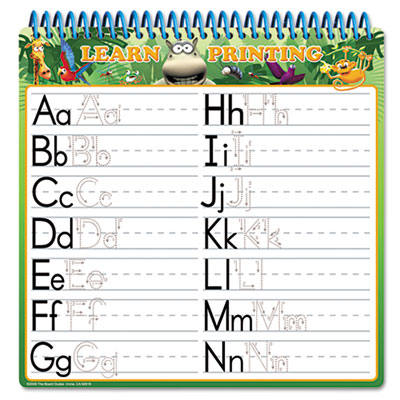 LEARN PRINTING
Aa Aa
Bb Bb
Cc Cc
Dd Dd
Ee Ee
Ff Ff
Gg Gg
Hh Hh
Ii Ii
Jj Jj
Kk Kk
Ll Ll
Mm Mm
Nn Nn